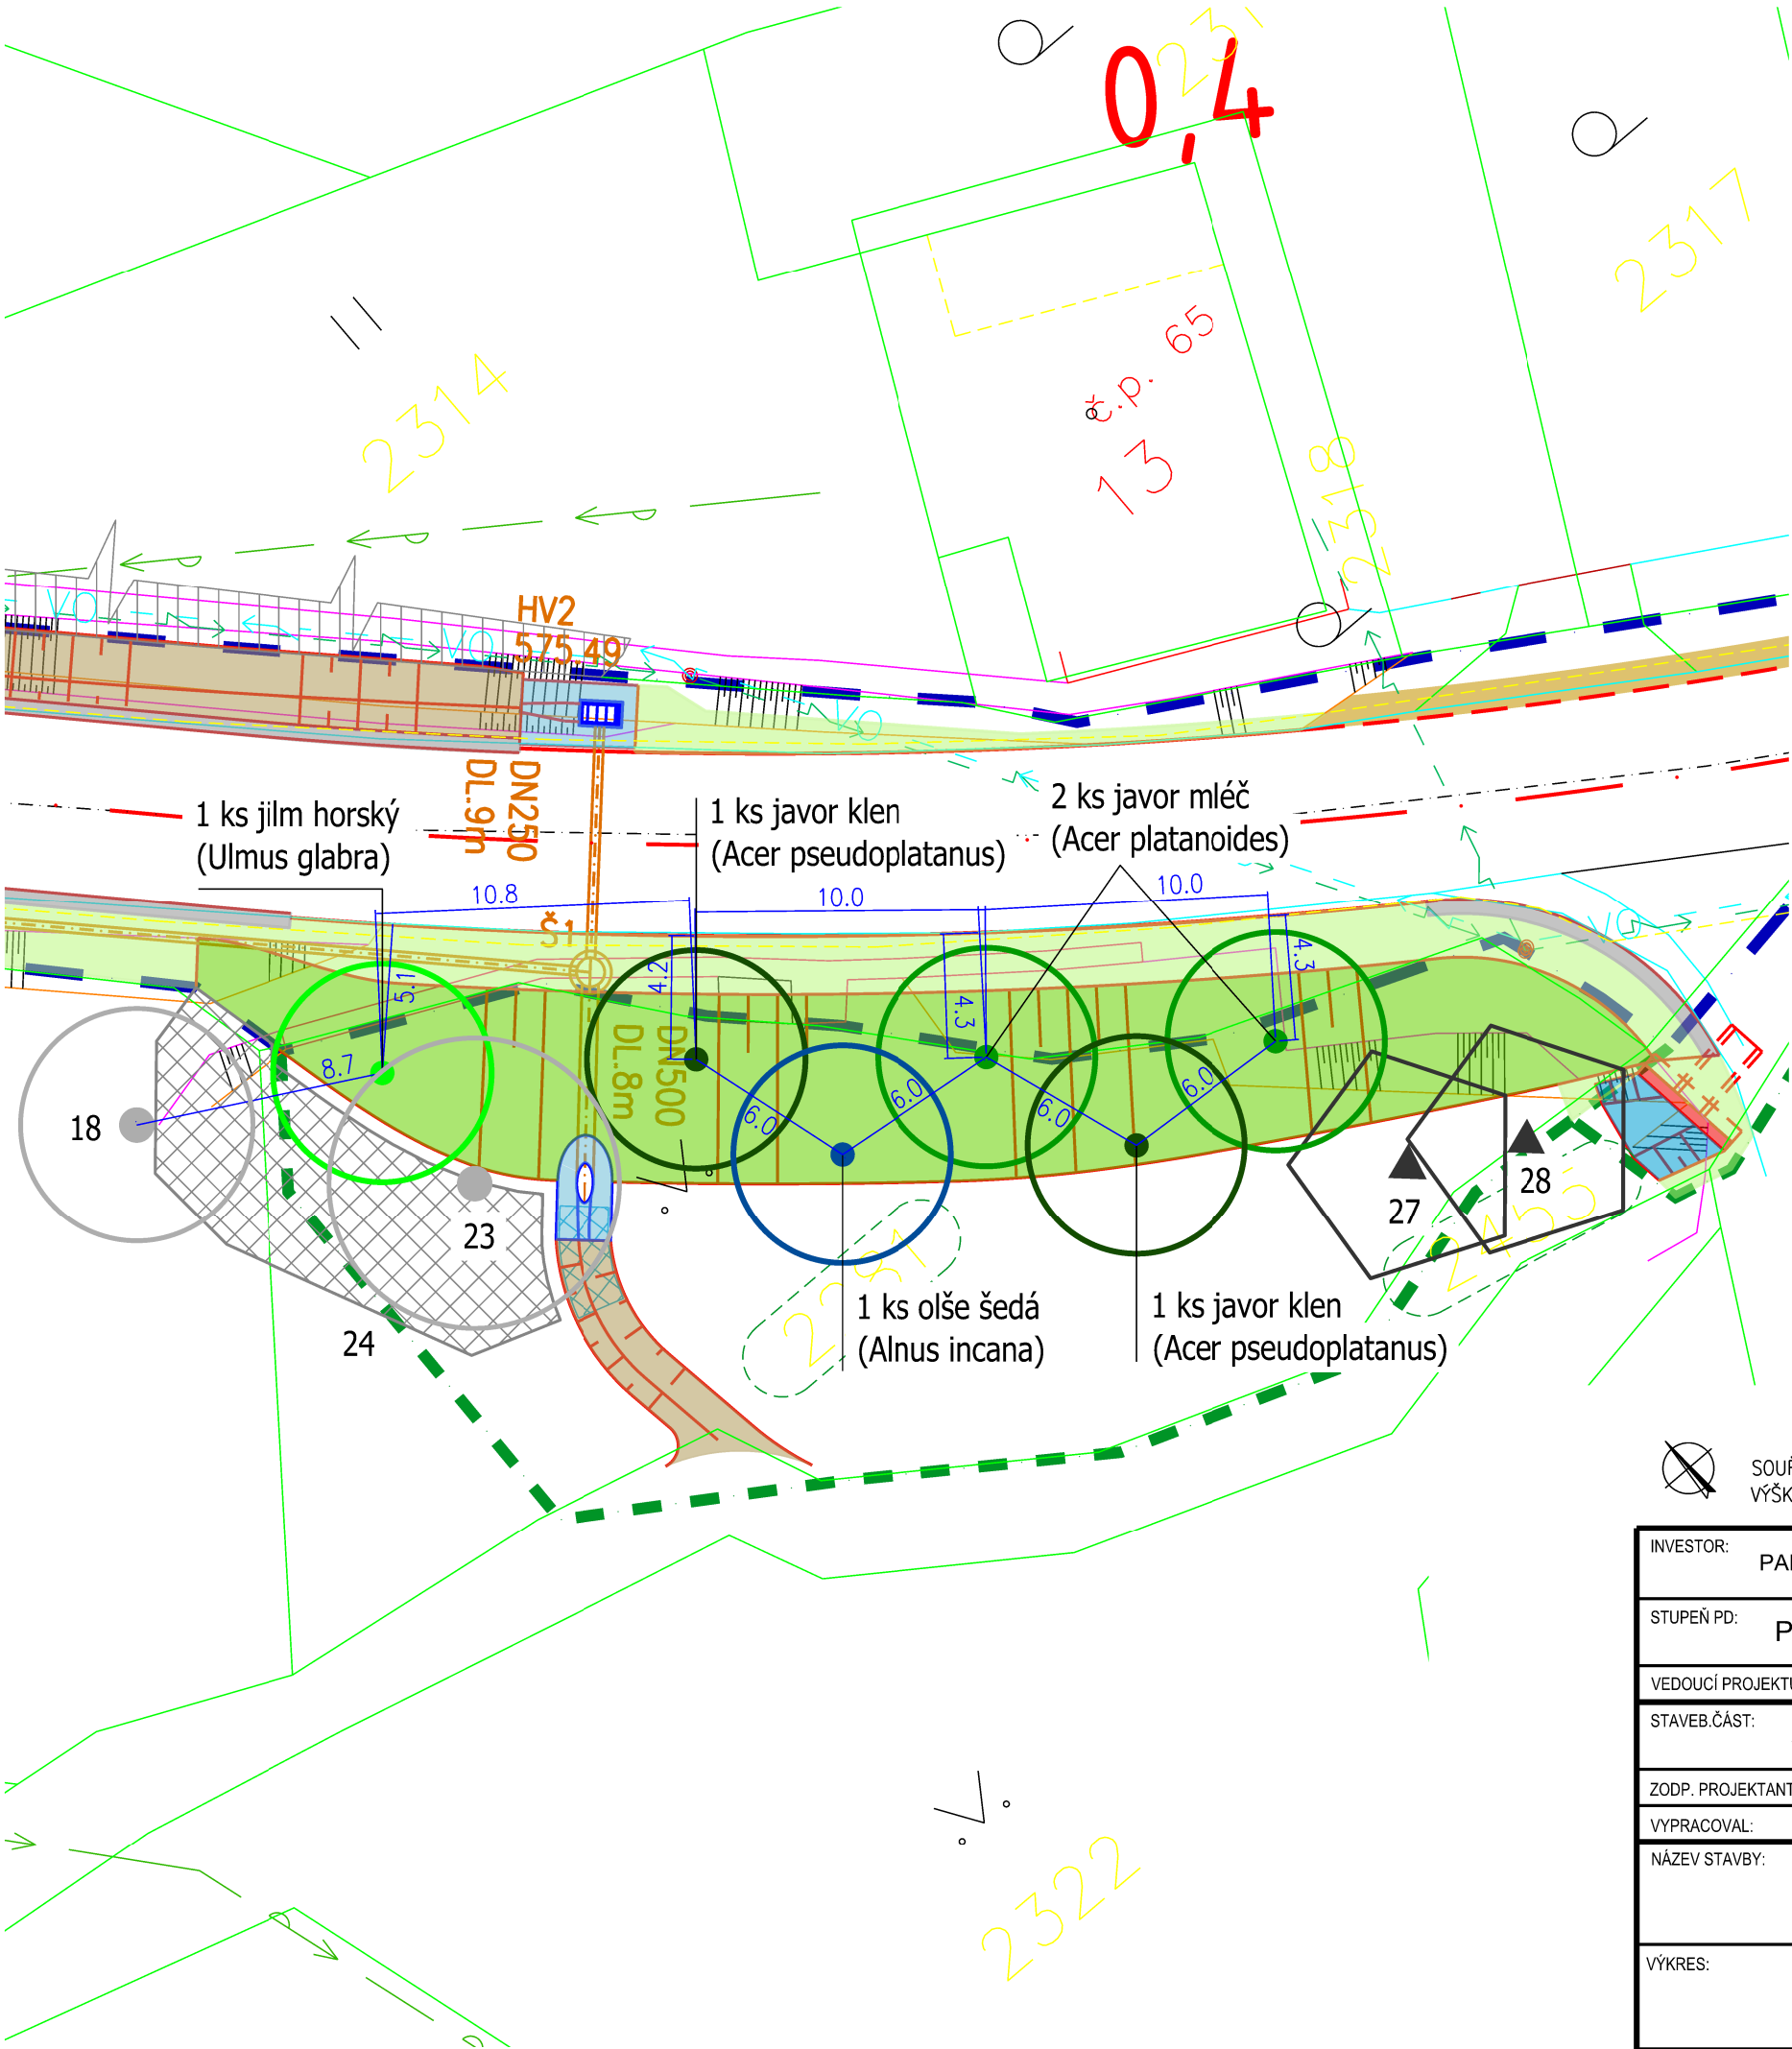 0,4
2317
č.p. 65
13
2314
2318
VO
VO
VO
HV2
575.49
DN250
DL.9m
1 ks jilm horský
(Ulmus glabra)
1 ks javor klen
(Acer pseudoplatanus)
2 ks javor mléč
(Acer platanoides)
10.8
10.0
10.0
Š1
VO
5.1
4.2
4.3
4.3
8.7
DN500
DL.8m
6.0
6.0
6.0
6.0
18
23
24
27
28
1 ks olše šedá
(Alnus incana)
1 ks javor klen
(Acer pseudoplatanus)
INVESTOR:
STUPEŇ PD:
VEDOUCÍ PROJEKTU
STAVEB.ČÁST:
ZODP. PROJEKTANT
VYPRACOVAL:
NÁZEV STAVBY:
VÝKRES:
2322